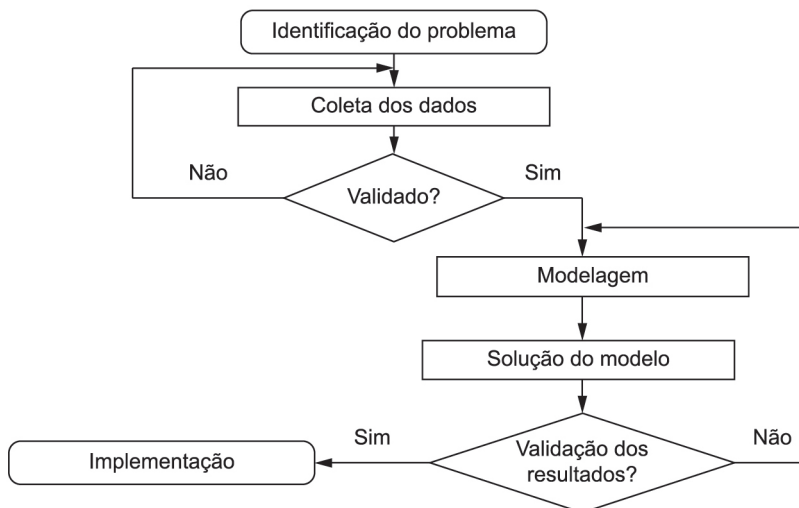 Identificação do problema
Coleta dos dados
Não
Sim
Validado?
Modelagem
Solução do modelo
Sim
Validação dos
resultados?
Não
Implementação